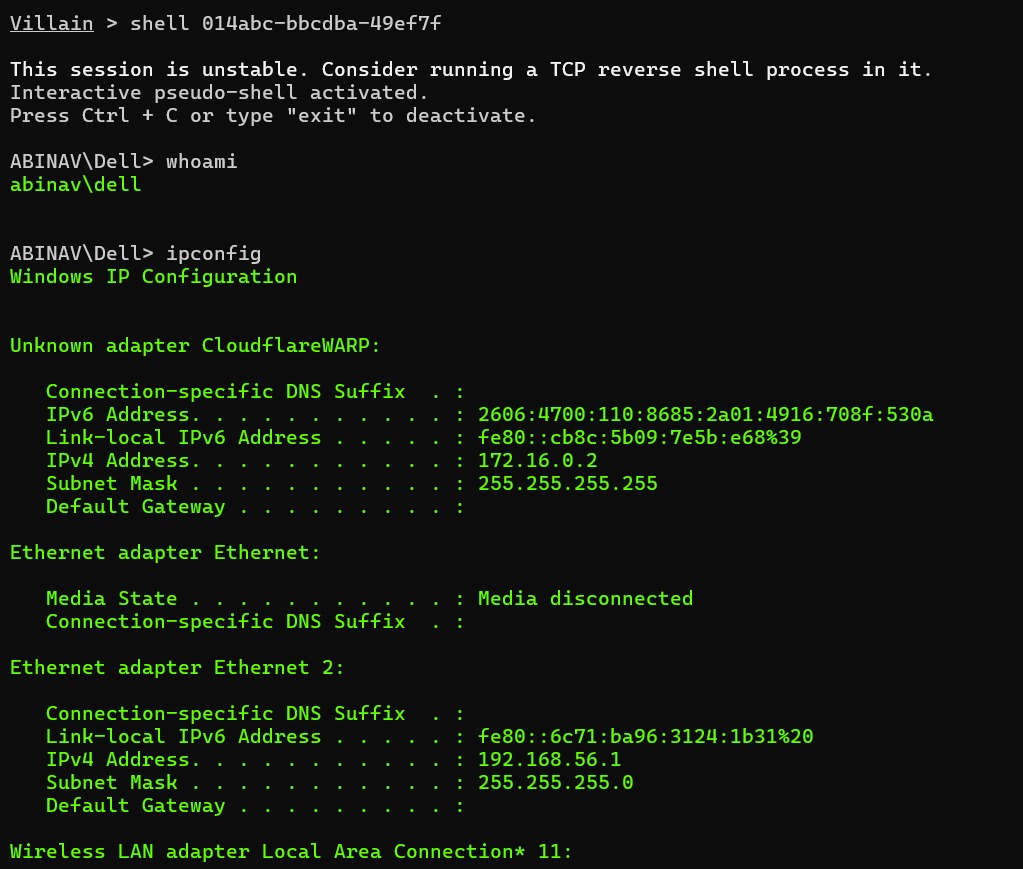 Villain > shell 014abc-bbcdba-49ef7f
This session is unstable. Consider running a TCP reverse shell process in it.
Interactive pseudo-shell activated.
Press Ctrl + C or type "exit" to deactivate.
ABINAV\Dell> whoami
abinav\dell
ABINAV\Dell> ipconfig
Windows IP Configuration
Unknown adapter CloudflareWARP:
Connection-specific DNS Suffix  . :
IPv6 Address. . . . . . . . . . . : 2606:4700:110:8685:2a01:4916:708f:530a
Link-local IPv6 Address . . . . . : fe80::cb8c:5b09:7e5b:e68%39
IPv4 Address. . . . . . . . . . . : 172.16.0.2
Subnet Mask . . . . . . . . . . . : 255.255.255.255
Default Gateway . . . . . . . . . :
Ethernet adapter Ethernet:
Media State . . . . . . . . . . . : Media disconnected
Connection-specific DNS Suffix  . :
Ethernet adapter Ethernet 2:
Connection-specific DNS Suffix  . :
Link-local IPv6 Address . . . . . : fe80::6c71:ba96:3124:1b31%20
IPv4 Address. . . . . . . . . . . : 192.168.56.1
Subnet Mask . . . . . . . . . . . : 255.255.255.0
Default Gateway . . . . . . . . . :
Wireless LAN adapter Local Area Connection* 11: